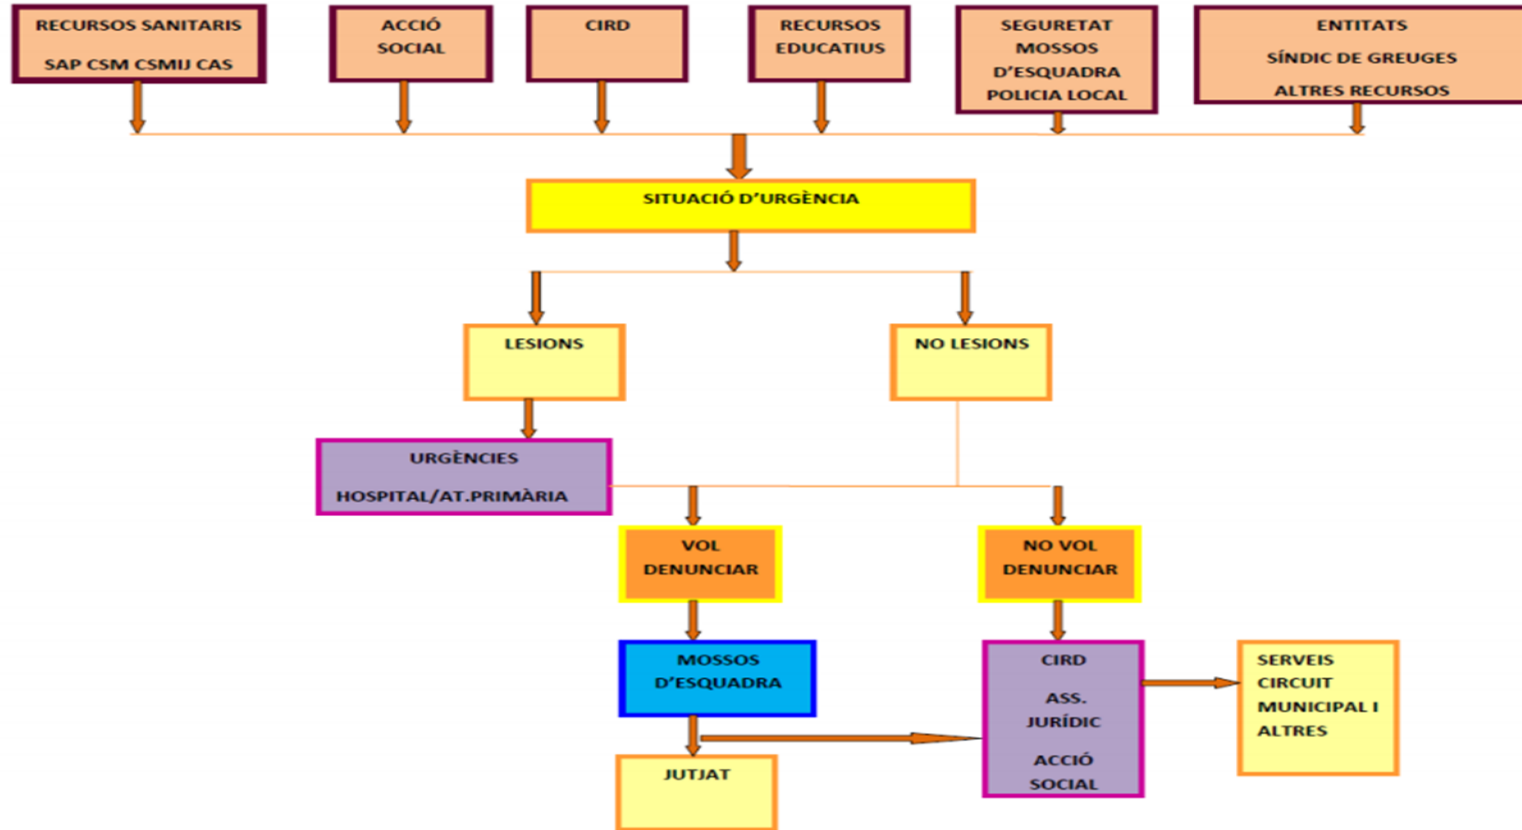 RECURSOS SANITARIS
SAP CSM CSMIJ CAS
ACCIÓ
SOCIAL
CIRD
RECURSOS
EDUCATIUS
SEGURETAT
MOSSOS
D'ESQUADRA
POLICIA LOCAL
ENTITATS
SÍNDIC DE GREUGES
ALTRES RECURSOS
SITUACIÓ D'URGÈNCIA
LESIONS
NO LESIONS
URGÈNCIES
HOSPITAL/AT.PRIMÀRIA
VOL
DENUNCIAR
NO VOL
DENUNCIAR
MOSSOS
D'ESQUADRA
CIRD
ASS.
JURÍDIC
ACCIÓ
SOCIAL
SERVEIS
CIRCUIT
MUNICIPAL I
ALTRES
JUTJAT